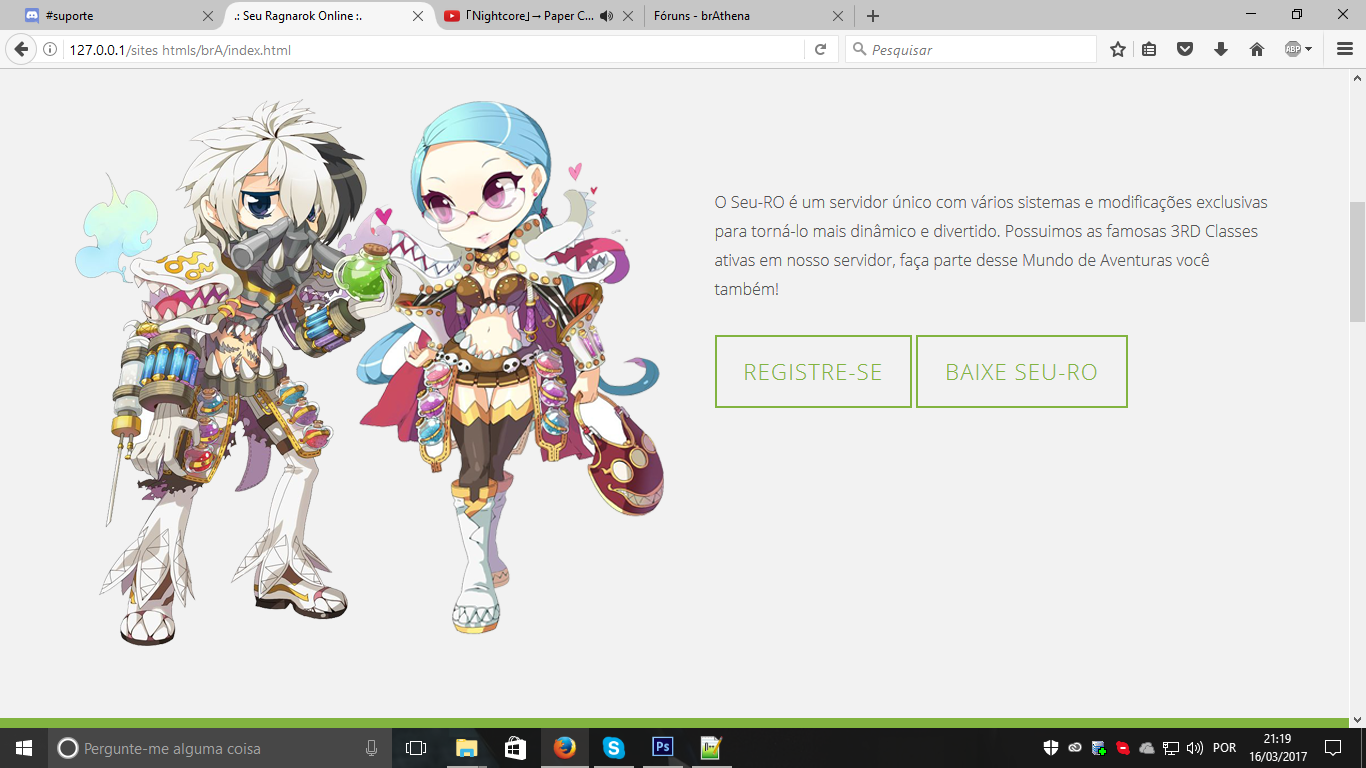 #suporte
.: Seu Ragnarok Online :.
「Nightcore」→ Paper C...
Fóruns - brAthena
127.0.0.1/sites htmls/brA/index.html
Pesquisar
ABP
O Seu-RO é um servidor único com vários sistemas e modificações exclusivas
para torná-lo mais dinâmico e divertido. Possuimos as famosas 3RD Classes
ativas em nosso servidor, faça parte desse Mundo de Aventuras você
também!
REGISTRE-SE
BAIXE SEU-RO
Pergunte-me alguma coisa
Ps
POR
21:19
16/03/2017